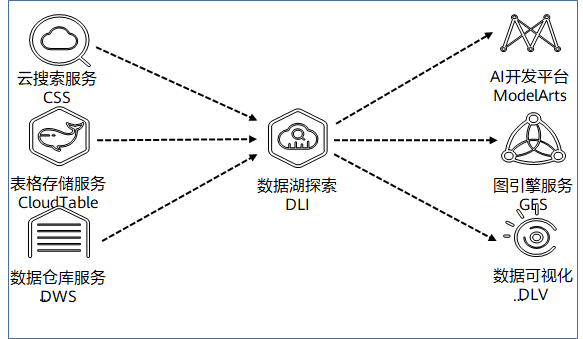 云搜索服务
CSS
表格存储服务
CloudTable
数据仓库服务
DWS
数据湖探索
DLI
AI开发平台
ModelArts
图引擎服务
GES
数据可视化
DLV